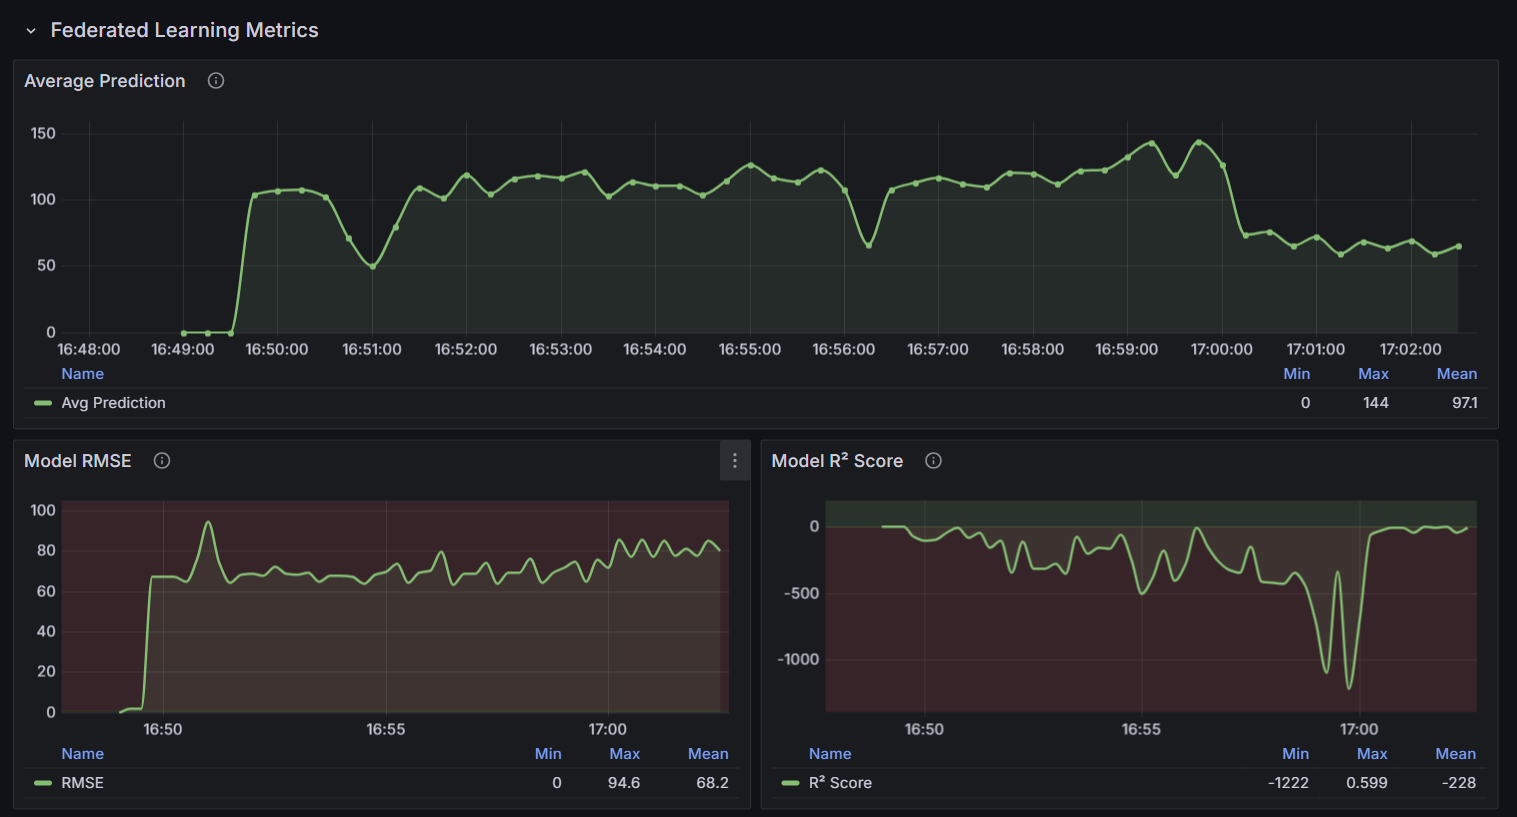 Federated Learning Metrics
Average Prediction
150
100
50
0
16:48:00 16:49:00 16:50:00 16:51:00 16:52:00 16:53:00 16:54:00 16:55:00 16:56:00 16:57:00 16:58:00 16:59:00 17:00:00 17:01:00 17:02:00
Name Min Max Mean
Avg Prediction 0 144 97.1
Model RMSE
100
80
60
40
20
0
16:50 16:55 17:00
Name Min Max Mean
RMSE 0 94.6 68.2
Model R² Score
0
-500
-1000
16:50 16:55 17:00
Name Min Max Mean
R² Score -1222 0.599 -228